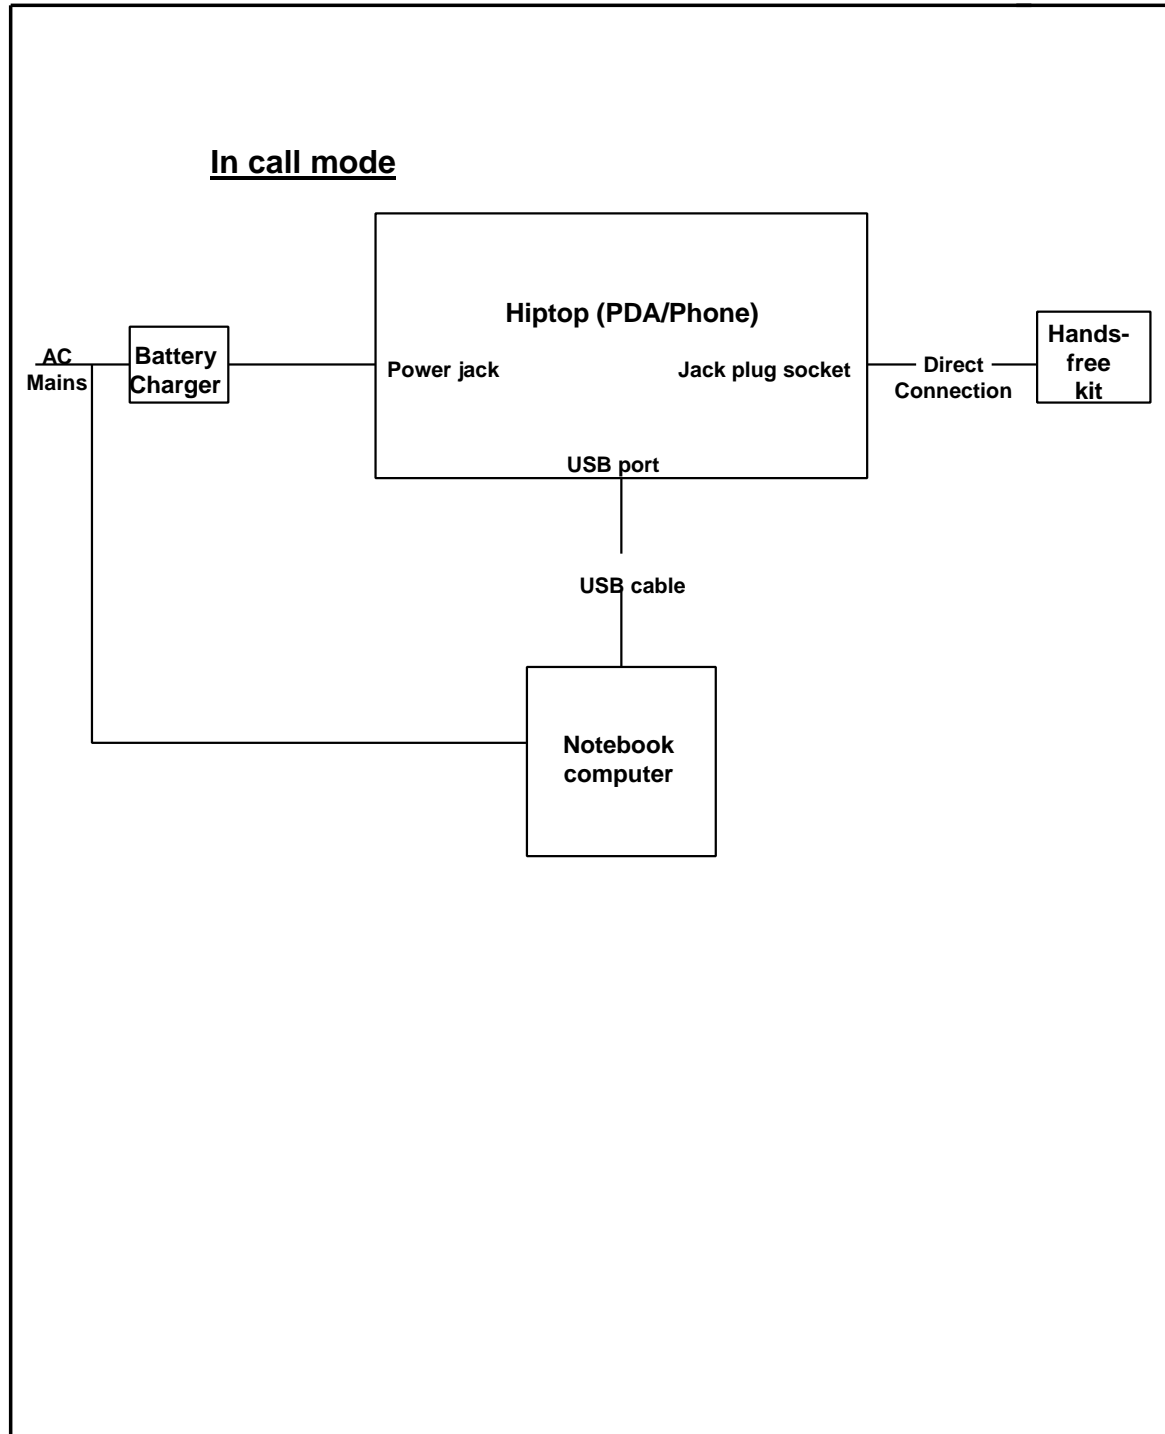 In call mode
Hiptop (PDA/Phone)
AC
Mains
Battery
Charger
Power jack
Jack plug socket
Direct
Connection
Hands-
free
kit
USB port
USB cable
Notebook
computer